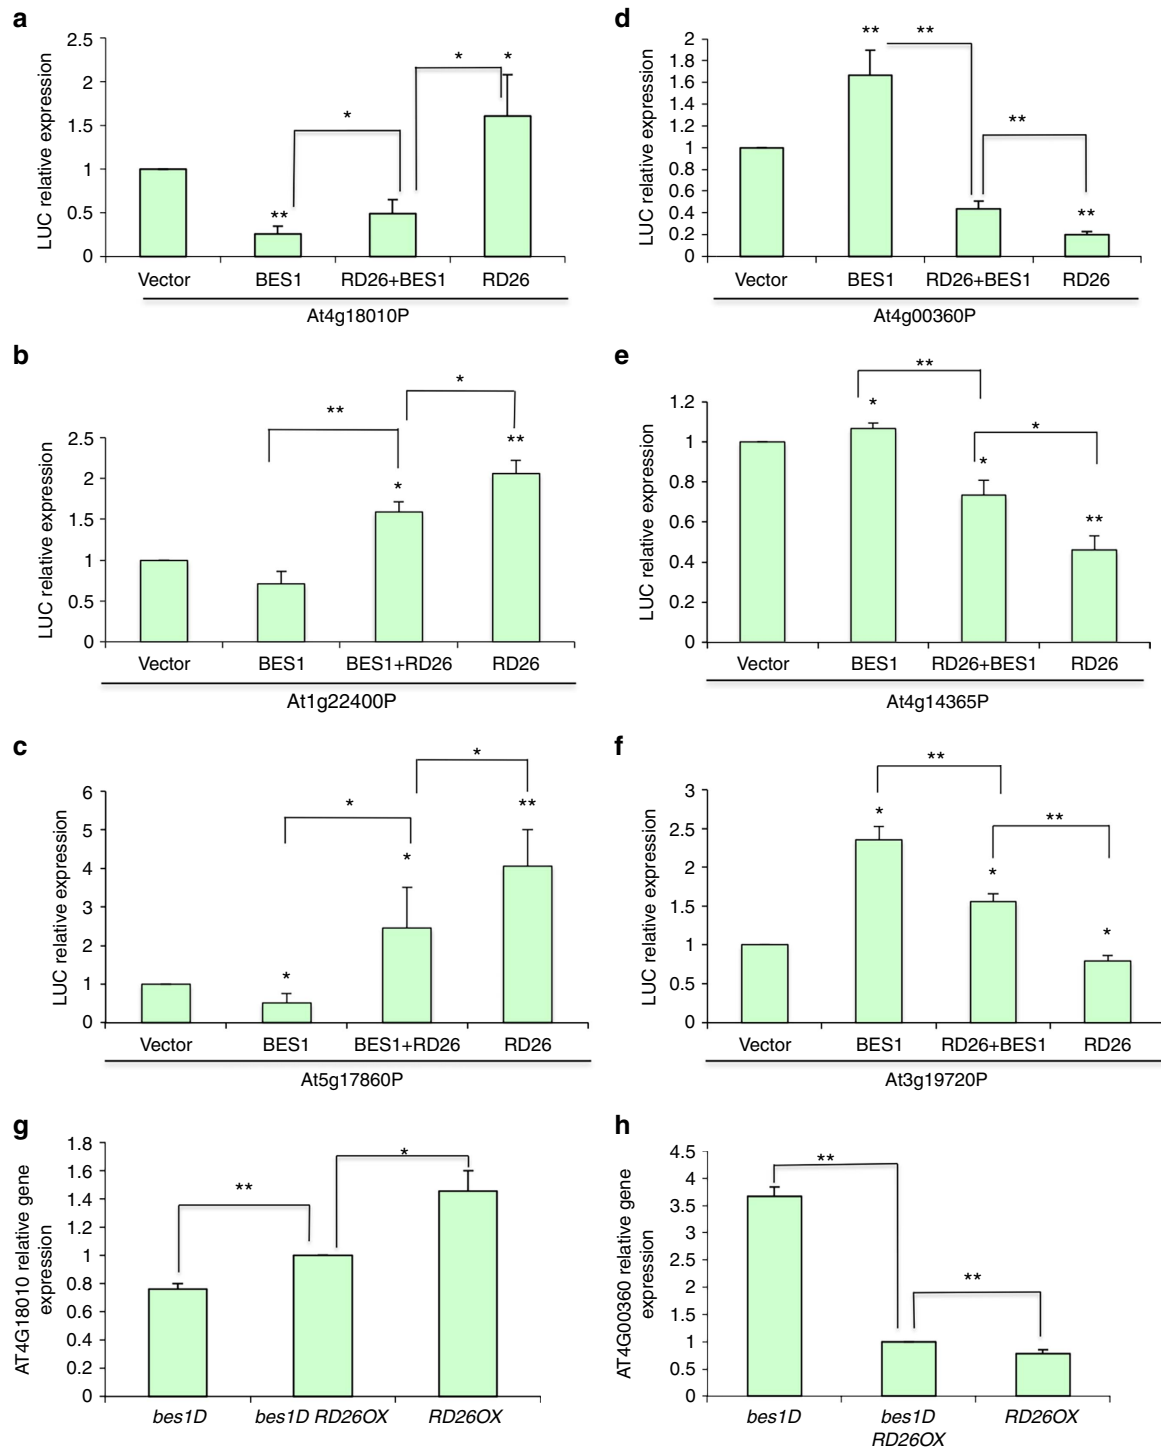 a
LUC relative expression
2.5
2
1.5
1
0.5
0
*
*
*
**
Vector BES1 RD26+BES1 RD26
At4g18010P
d
LUC relative expression
2
1.8
1.6
1.4
1.2
1
0.8
0.6
0.4
0.2
0
**
**
**
**
Vector BES1 RD26+BES1 RD26
At4g00360P
b
LUC relative expression
2.5
2
1.5
1
0.5
0
*
**
**
*
Vector BES1 BES1+RD26 RD26
At1g22400P
e
LUC relative expression
1.2
1
0.8
0.6
0.4
0.2
0
**
*
*
*
**
Vector BES1 RD26+BES1 RD26
At4g14365P
c
LUC relative expression
6
5
4
3
2
1
0
*
*
**
*
*
Vector BES1 BES1+RD26 RD26
At5g17860P
f
LUC relative expression
3
2.5
2
1.5
1
0.5
0
**
*
**
*
*
Vector BES1 RD26+BES1 RD26
At3g19720P
g
AT4G18010 relative gene
expression
1.8
1.6
1.4
1.2
1
0.8
0.6
0.4
0.2
0
*
**
bes1D bes1D RD26OX RD26OX
h
AT4G00360 relative gene
expression
4.5
4
3.5
3
2.5
2
1.5
1
0.5
0
**
**
bes1D bes1D RD26OX
RD26OX